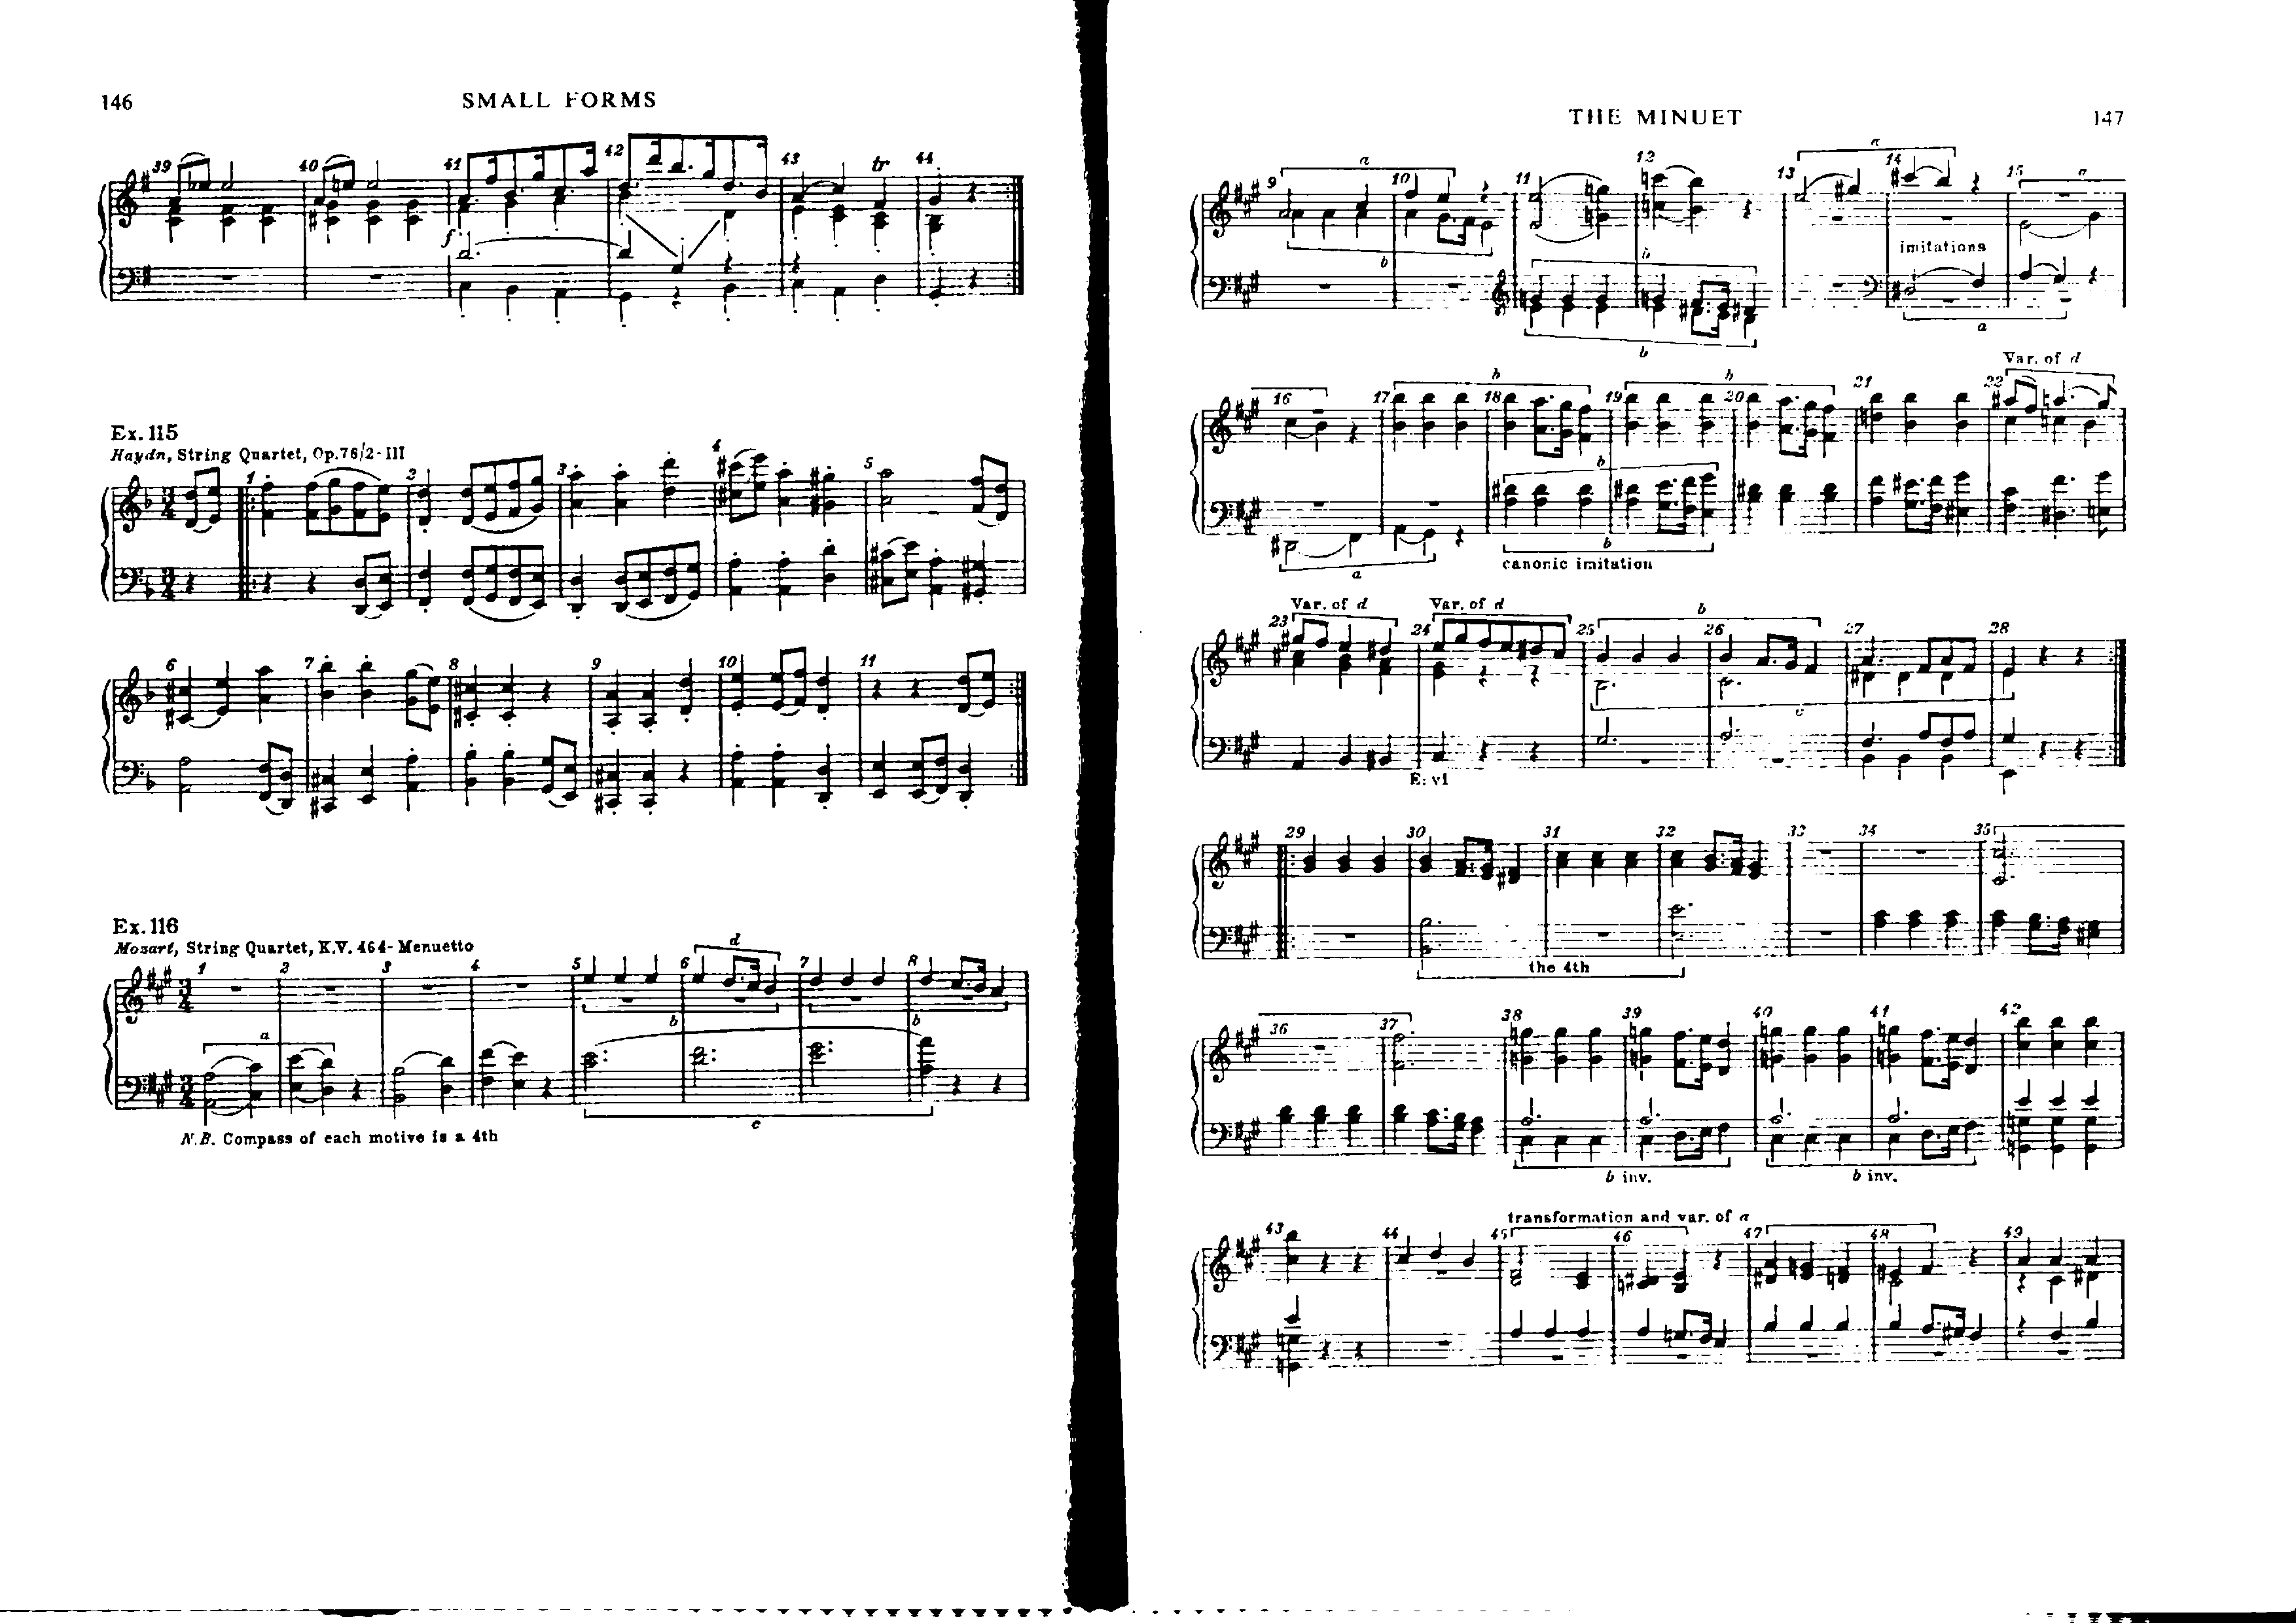 146
SMALL FORMS
39 40 41 42 43 tr 44
f
Ex. 115
Haydn, String Quartet, Op.76/2-III
1 2 3 4 5
6 7 8 9 10 11
Ex. 116
Mozart, String Quartet, K.V. 464- Menuetto
d
1 2 3 4 5 6 7 8
b b
a
c
N.B. Compass of each motive is a 4th
THE MINUET
147
a a
9 10 11 12 13 14 15 a
imitations
b b
a
b
Var. of d
b b
16 17 18 19 20 21 22
b
a b
canonic imitation
Var. of d Var. of d b
23 24 25 26 27 28
c
E: vi
29 30 31 32 33 34 35
the 4th
36 37 38 39 40 41 42
b inv. b inv.
transformation and var. of a
43 44 45 46 47 48 49